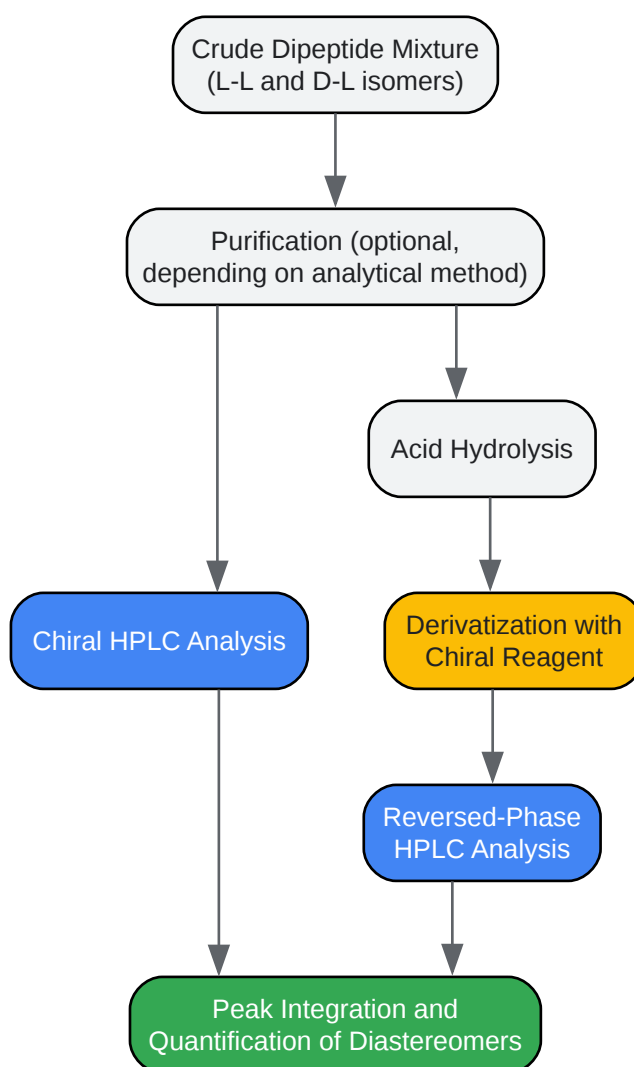 Crude Dipeptide Mixture
(L-L and D-L isomers)
Purification (optional,
depending on analytical method)
Acid Hydrolysis
Chiral HPLC Analysis
Derivatization with
Chiral Reagent
Reversed-Phase
HPLC Analysis
Peak Integration and
Quantification of Diastereomers